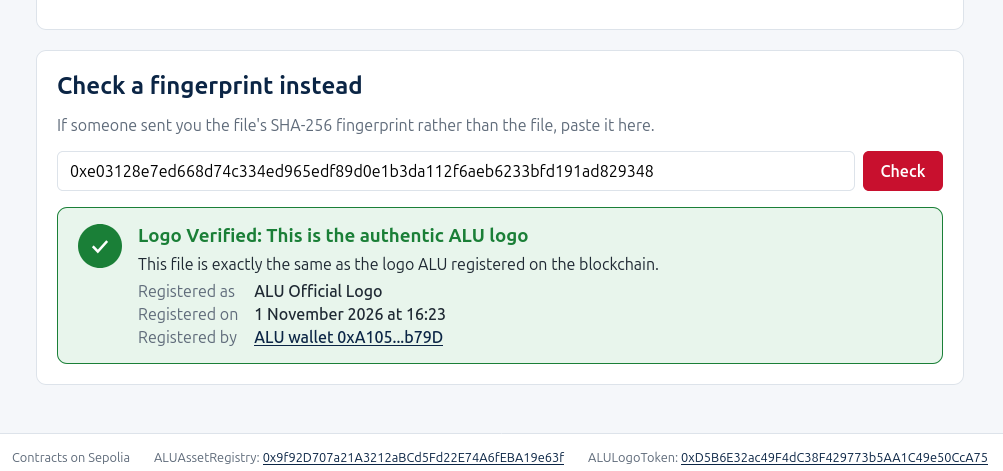 Check a fingerprint instead
If someone sent you the file's SHA-256 fingerprint rather than the file, paste it here.
0xe03128e7ed668d74c334ed965edf89d0e1b3da112f6aeb6233bfd191ad829348
Check
Logo Verified: This is the authentic ALU logo
This file is exactly the same as the logo ALU registered on the blockchain.
Registered as ALU Official Logo
Registered on 1 November 2026 at 16:23
Registered by ALU wallet 0xA105...b79D
Contracts on Sepolia ALUAssetRegistry: 0x9f92D707a21A3212aBCd5Fd22E74A6fEBA19e63f ALULogoToken: 0xD5B6E32ac49F4dC38F429773b5AA1C49e50CcA75